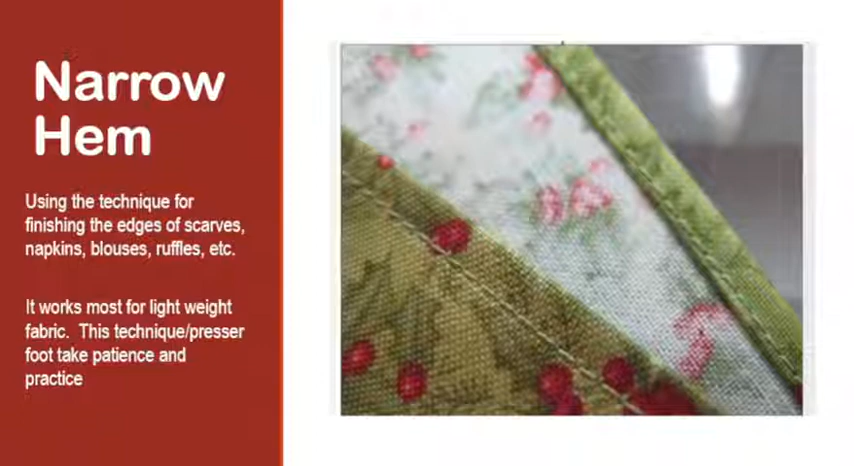 Narrow
Hem
Using the technique for
finishing the edges of scarves,
napkins, blouses, ruffles, etc.
It works most for light weight
fabric. This technique/presser
foot take patience and
practice